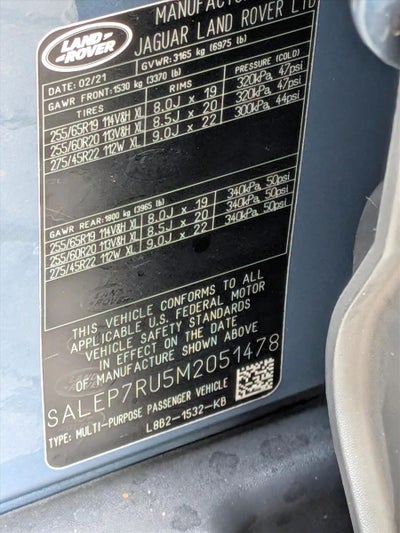 LAND-
-ROVER
MANUFACTU
JAGUAR LAND ROVER LTD
DATE: 02/21 GVWR: 3165 kg (6975 lb)
GAWR FRONT: 1530 kg (3370 lb)
TIRES RIMS PRESSURE (COLD)
255/65R19 114V&H XL 8.0J x 19 320kPa, 47psi
255/60R20 113V&H XL 8.5J x 20 320kPa, 47psi
275/45R22 112W XL 9.0J x 22 300kPa, 44psi
GAWR REAR: 1800 kg (3965 lb)
255/65R19 114V&H XL 8.0J x 19 340kPa, 50psi
255/60R20 113V&H XL 8.5J x 20 340kPa, 50psi
275/45R22 112W XL 9.0J x 22 340kPa, 50psi
THIS VEHICLE CONFORMS TO ALL
APPLICABLE U.S. FEDERAL MOTOR
VEHICLE SAFETY STANDARDS
IN EFFECT ON THE DATE
OF MANUFACTURE SHOWN ABOVE
SALEP7RU5M2051478
TYPE: MULTI-PURPOSE PASSENGER VEHICLE
L8B2-1532-KB